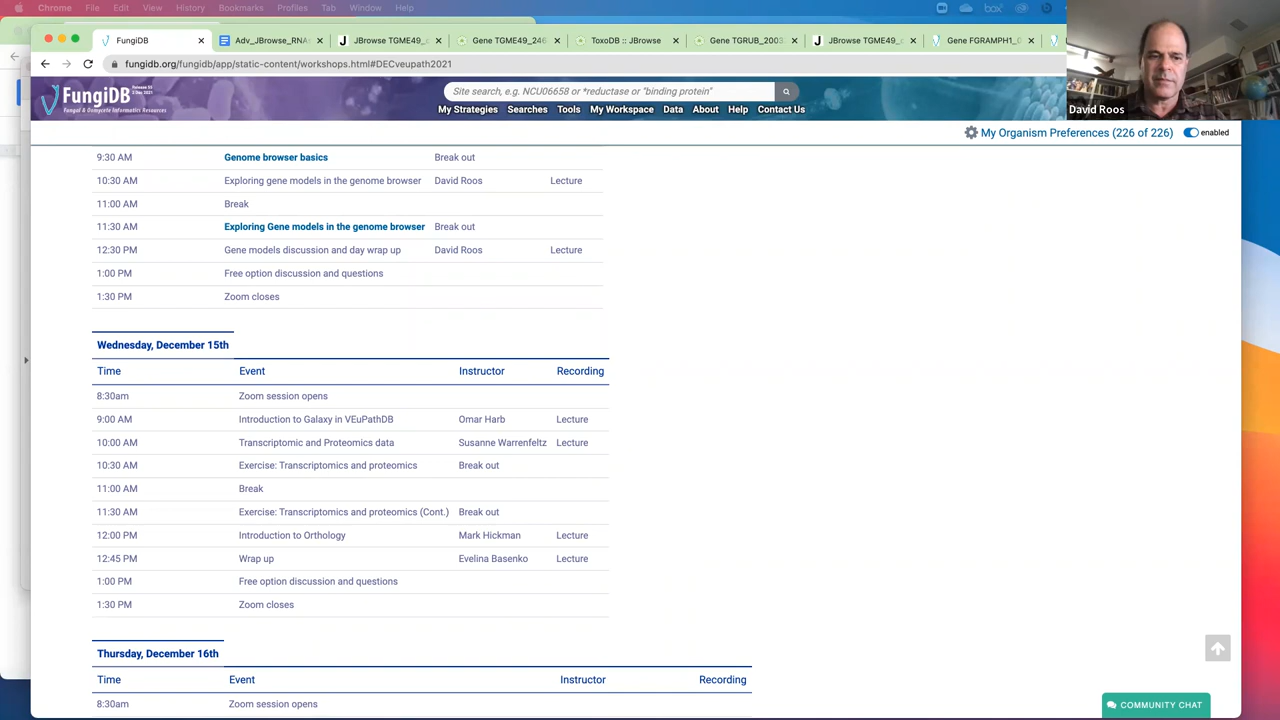 Chrome File Edit View History Bookmarks Profiles Tab Window Help
FungiDB
Adv_JBrowse_RNA
JBrowse TGME49_
Gene TGME49_246
ToxoDB :: JBrowse
Gene TGRUB_2003
JBrowse TGME49_
Gene FGRAMPH1_
fungidb.org/fungidb/app/static-content/workshops.html#DECveupath2021
FungiDB
Release 55
2 Dec 2021
Fungal & Oomycete Informatics Resources
Site search, e.g. NCU06658 or *reductase or "binding protein"
My Strategies Searches Tools My Workspace Data About Help Contact Us
David Roos
My Organism Preferences (226 of 226) enabled
9:30 AM Genome browser basics Break out
10:30 AM Exploring gene models in the genome browser David Roos Lecture
11:00 AM Break
11:30 AM Exploring Gene models in the genome browser Break out
12:30 PM Gene models discussion and day wrap up David Roos Lecture
1:00 PM Free option discussion and questions
1:30 PM Zoom closes
Wednesday, December 15th
Time Event Instructor Recording
8:30am Zoom session opens
9:00 AM Introduction to Galaxy in VEuPathDB Omar Harb Lecture
10:00 AM Transcriptomic and Proteomics data Susanne Warrenfeltz Lecture
10:30 AM Exercise: Transcriptomics and proteomics Break out
11:00 AM Break
11:30 AM Exercise: Transcriptomics and proteomics (Cont.) Break out
12:00 PM Introduction to Orthology Mark Hickman Lecture
12:45 PM Wrap up Evelina Basenko Lecture
1:00 PM Free option discussion and questions
1:30 PM Zoom closes
Thursday, December 16th
Time Event Instructor Recording
8:30am Zoom session opens
COMMUNITY CHAT